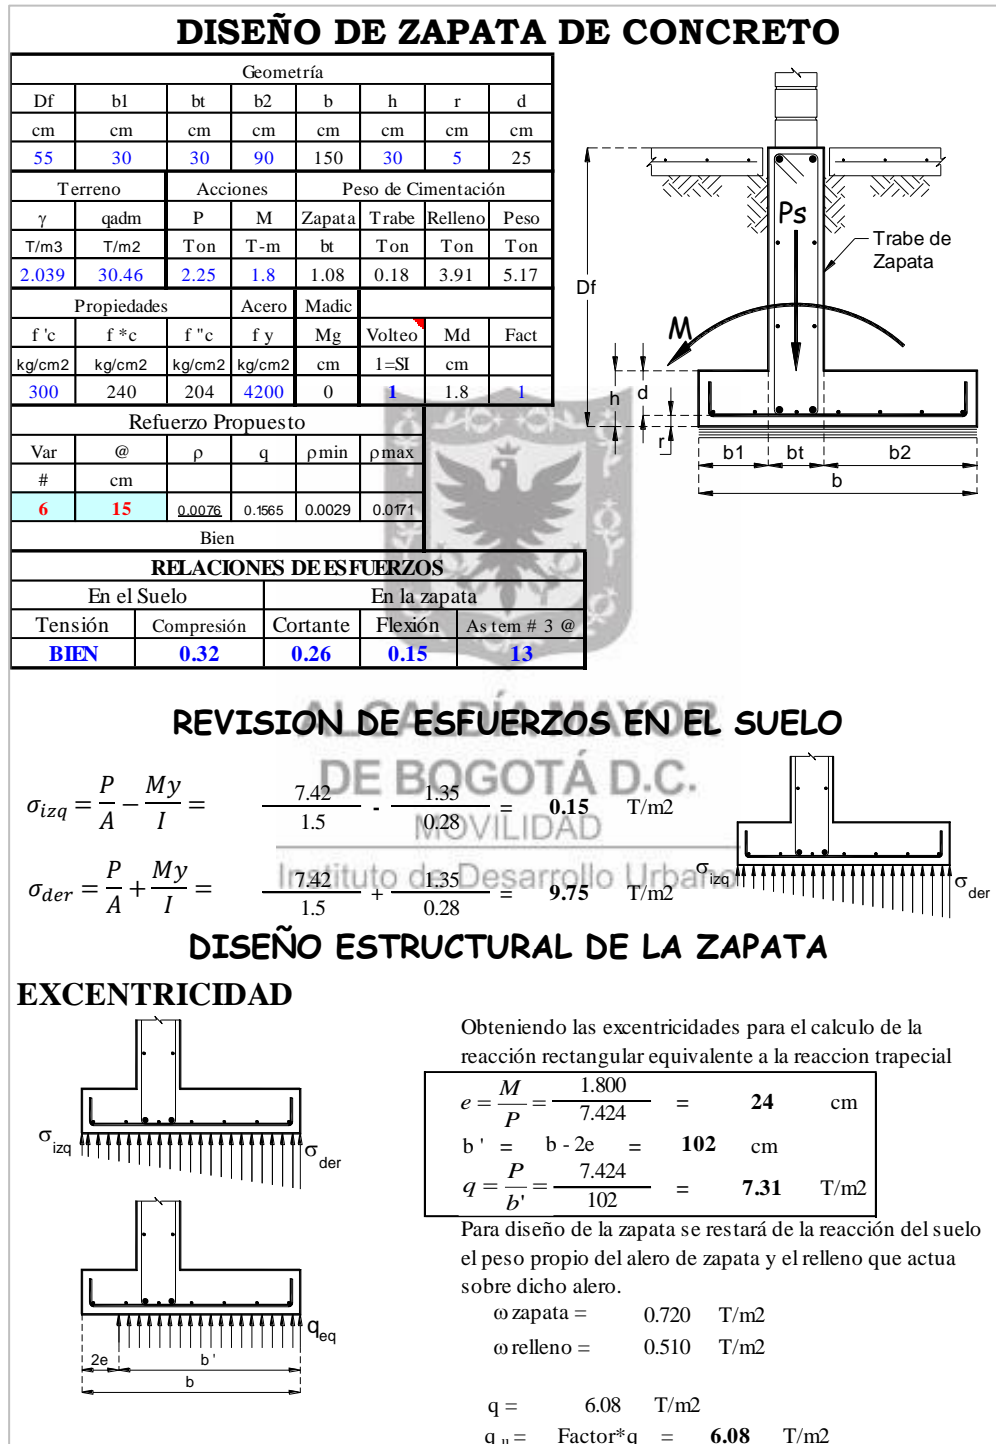 DISEÑO DE ZAPATA DE CONCRETO
Geometría
Df b1 bt b2 b h r d
cm cm cm cm cm cm cm cm
55 30 30 90 150 30 5 25
Terreno Acciones Peso de Cimentación
γ qadm P M Zapata Trabe Relleno Peso
T/m3 T/m2 Ton T-m bt Ton Ton Ton
2.039 30.46 2.25 1.8 1.08 0.18 3.91 5.17
Propiedades Acero Madic
f 'c f *c f "c f y Mg Volteo Md Fact
kg/cm2 kg/cm2 kg/cm2 kg/cm2 cm 1=SI cm
300 240 204 4200 0 1 1.8 1
Refuerzo Propuesto
Var @ ρ q ρmin ρmax
# cm
6 15 0.0076 0.1565 0.0029 0.0171
Bien
RELACIONES DE ESFUERZOS
En el Suelo En la zapata
Tensión Compresión Cortante Flexión As tem # 3 @
BIEN 0.32 0.26 0.15 13
Ps
Trabe de
Zapata
Df
M
h d
r
b1 bt b2
b
ALCALDÍA MAYOR
DE BOGOTÁ D.C.
MOVILIDAD
Instituto de Desarrollo Urbano
REVISION DE ESFUERZOS EN EL SUELO
σizq = P/A − My/I = 7.42/1.5 - 1.35/0.28 = 0.15 T/m2
σder = P/A + My/I = 7.42/1.5 + 1.35/0.28 = 9.75 T/m2
σizq σder
DISEÑO ESTRUCTURAL DE LA ZAPATA
EXCENTRICIDAD
σizq σder
qeq
2e b '
b
Obteniendo las excentricidades para el calculo de la
reacción rectangular equivalente a la reaccion trapecial
e = M/P = 1.800/7.424 = 24 cm
b ' = b - 2e = 102 cm
q = P/b' = 7.424/102 = 7.31 T/m2
Para diseño de la zapata se restará de la reacción del suelo
el peso propio del alero de zapata y el relleno que actua
sobre dicho alero.
ω zapata = 0.720 T/m2
ω relleno = 0.510 T/m2
q = 6.08 T/m2
q u = Factor*q = 6.08 T/m2